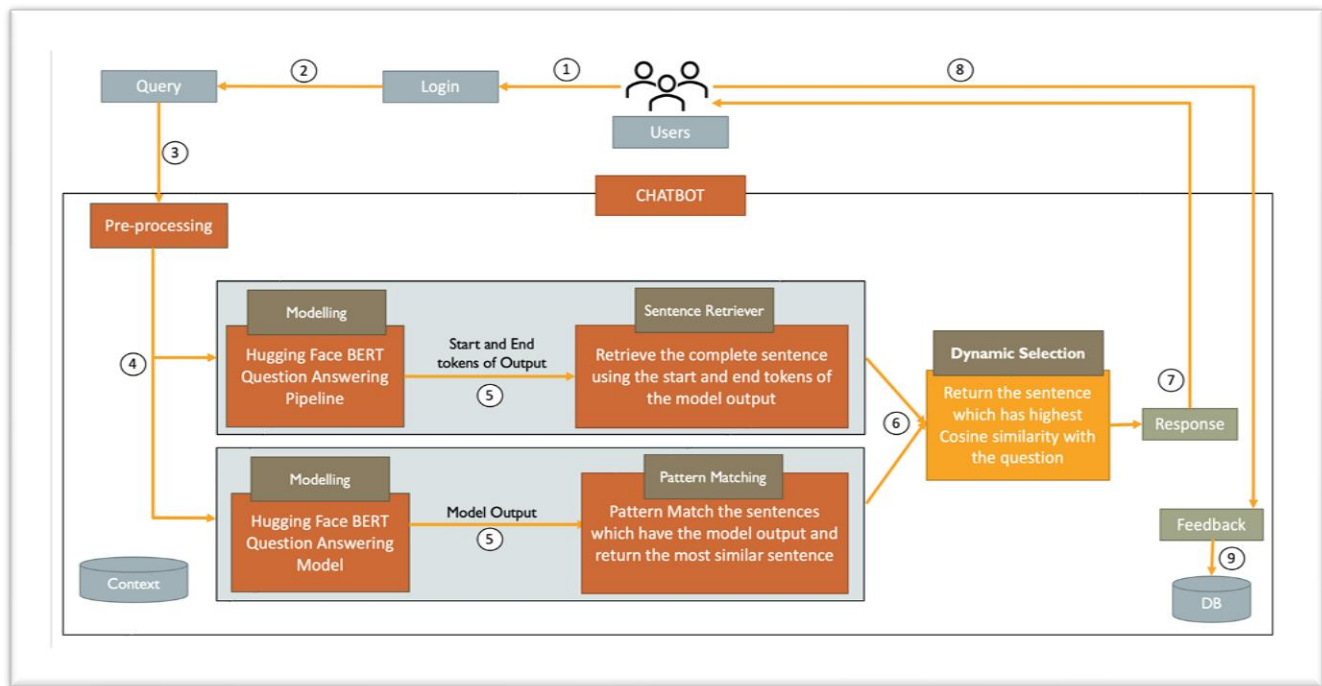 Query
2
Login
1
Users
8
3
CHATBOT
Pre-processing
4
Modelling
Hugging Face BERT
Question Answering
Pipeline
Start and End
tokens of Output
5
Sentence Retriever
Retrieve the complete sentence
using the start and end tokens of
the model output
Modelling
Hugging Face BERT
Question Answering
Model
Model Output
5
Pattern Matching
Pattern Match the sentences
which have the model output and
return the most similar sentence
6
Dynamic Selection
Return the sentence
which has highest
Cosine similarity with
the question
7
Response
Feedback
9
DB
Context